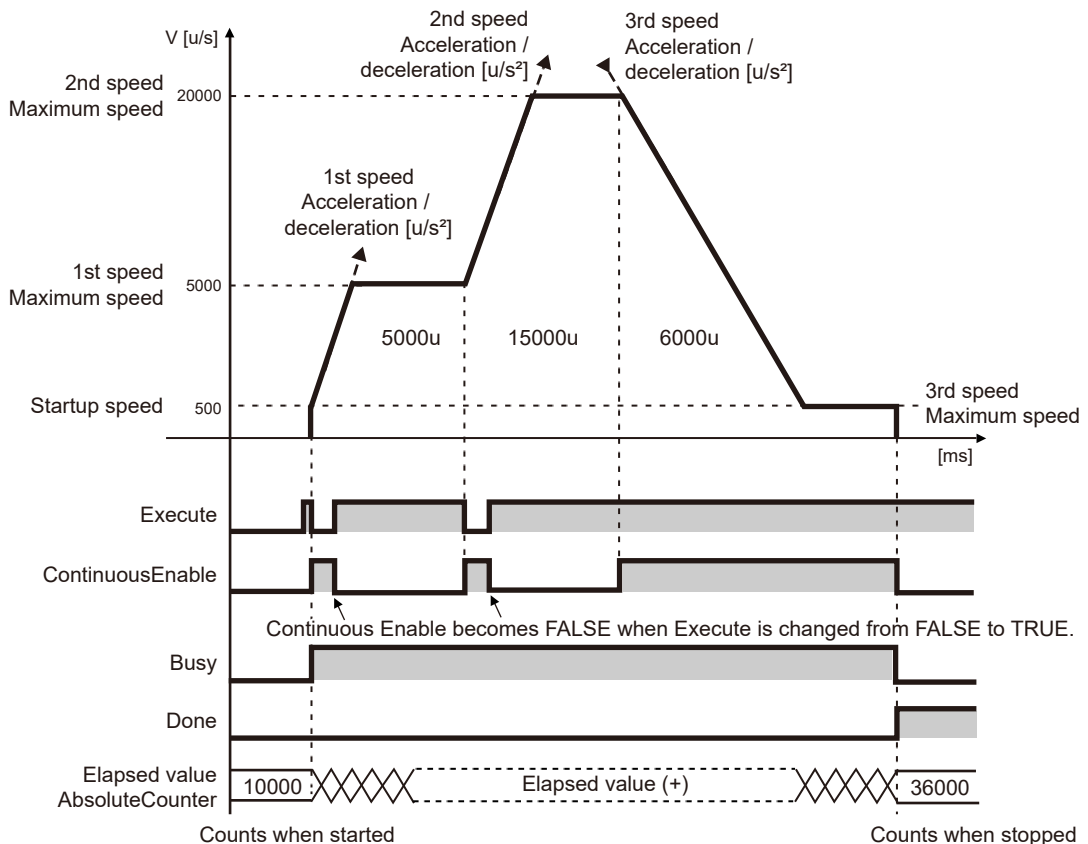 V [u/s]
2nd speed
Acceleration /
deceleration [u/s²]
3rd speed
Acceleration /
deceleration [u/s²]
2nd speed
Maximum speed
20000
1st speed
Acceleration /
deceleration [u/s²]
1st speed
Maximum speed
5000
5000u
15000u
6000u
Startup speed
500
3rd speed
Maximum speed
[ms]
Execute
ContinuousEnable
Continuous Enable becomes FALSE when Execute is changed from FALSE to TRUE.
Busy
Done
Elapsed value
AbsoluteCounter
10000
Elapsed value (+)
36000
Counts when started
Counts when stopped